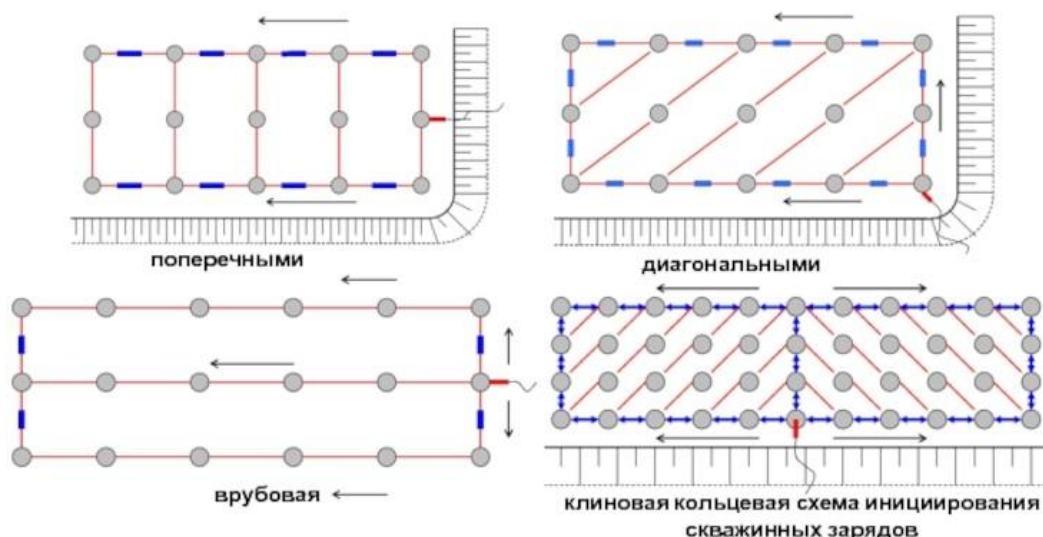 поперечными
диагональными
врубовая
клиновая кольцевая схема инициирования
скважинных зарядов